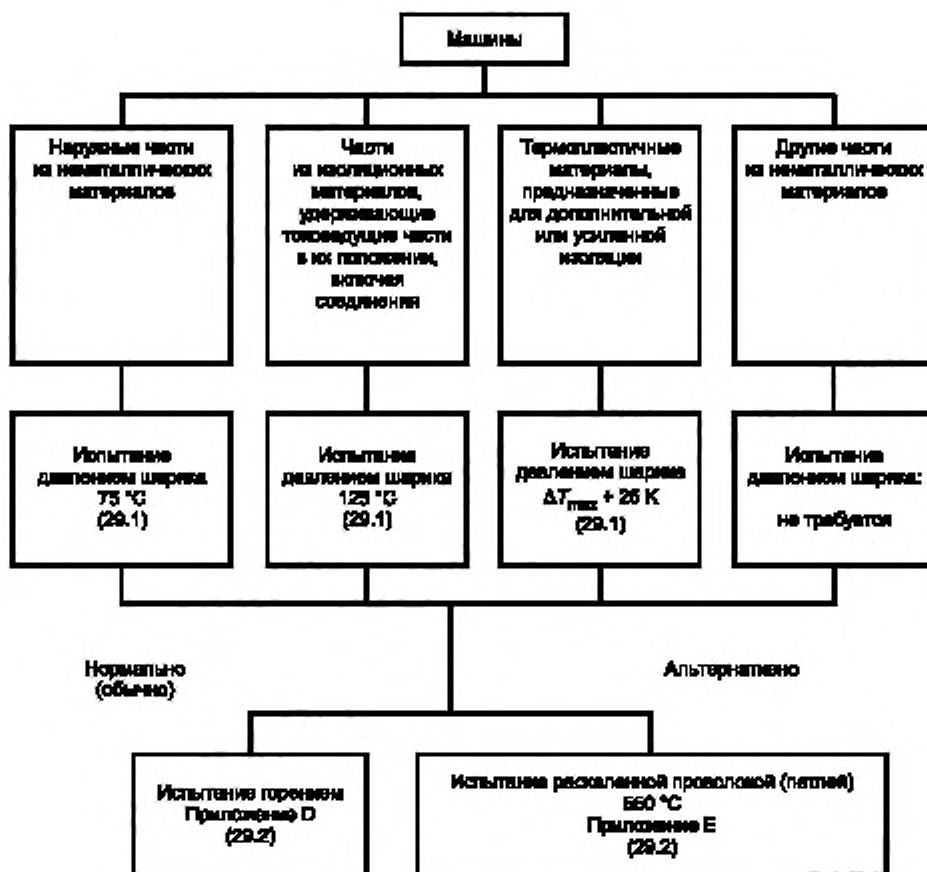 Машины
Наружные части
из неметаллических
материалов
Части
из изоляционных
материалов,
удерживающие
токоведущие части
в их положении,
включая
соединения
Термопластичные
материалы,
предназначенные
для дополнительной
или усиленной
изоляции
Другие части
из неметаллических
материалов
Испытание
давлением шарика
75 °C
(29.1)
Испытание
давлением шарика
125 °C
(29.1)
Испытание
давлением шарика
ΔTmax + 25 K
(29.1)
Испытание
давлением шарика:
не требуется
Нормально
(обычно)
Альтернативно
Испытание горением
Приложение D
(29.2)
Испытание раскаленной проволокой (петлей)
550 °C
Приложение E
(29.2)